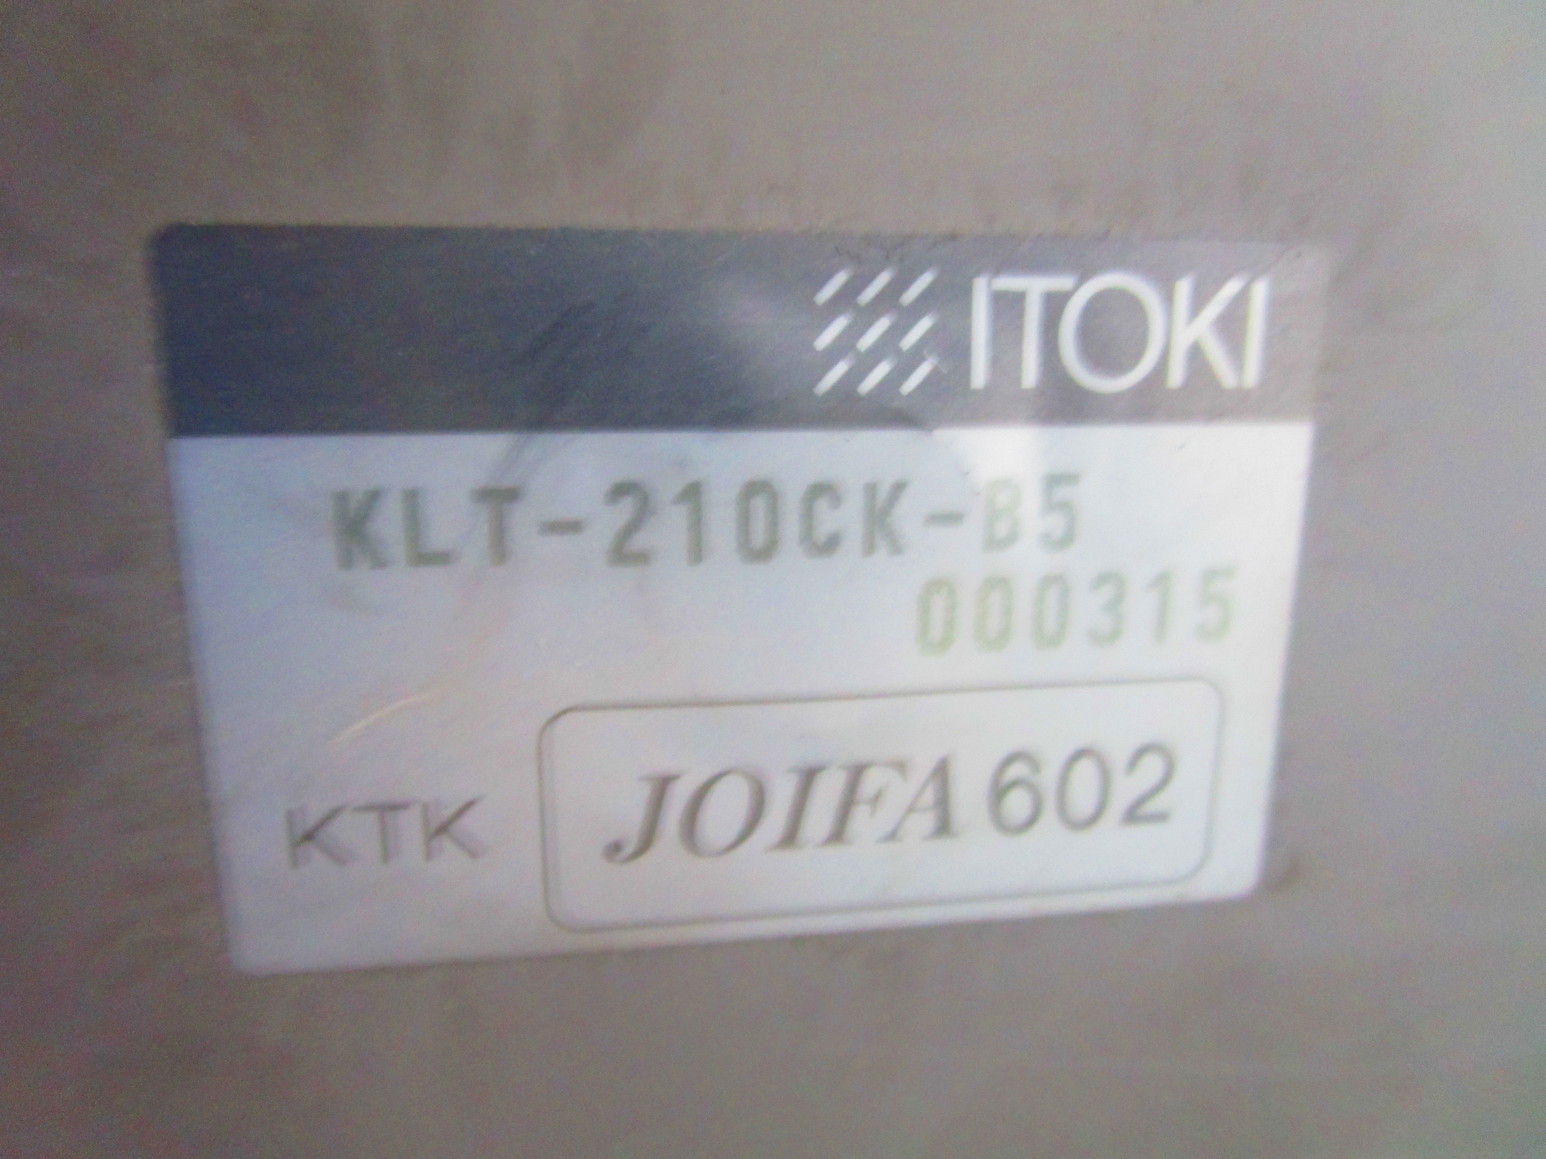 ITOKI
KLT-210CK-B5
000315
KTK
JOIFA 602